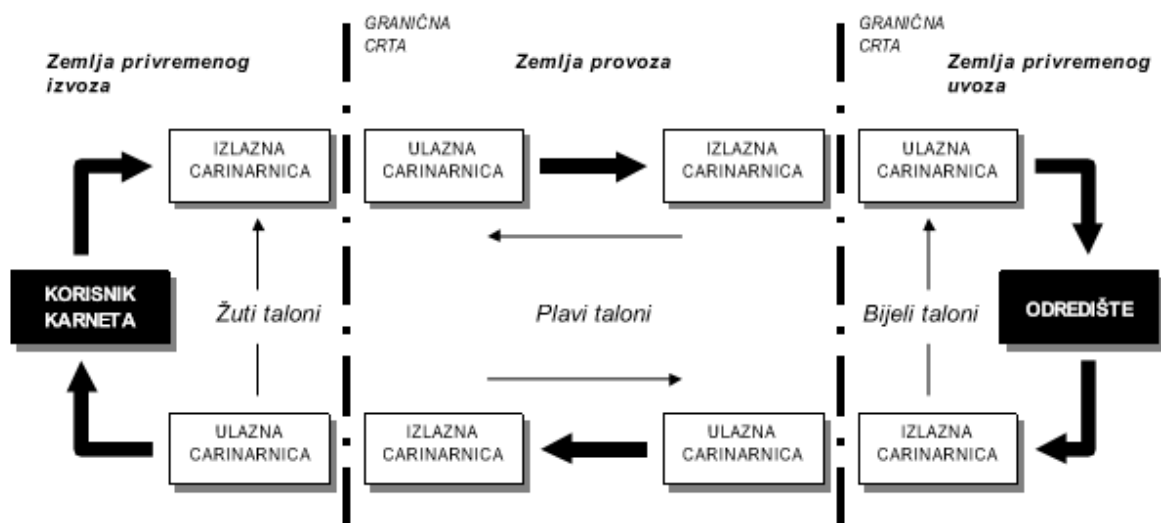 GRANIČNA
CRTA
GRANIČNA
CRTA
Zemlja privremenog
izvoza
Zemlja provoza
Zemlja privremenog
uvoza
IZLAZNA
CARINARNICA
ULAZNA
CARINARNICA
IZLAZNA
CARINARNICA
ULAZNA
CARINARNICA
KORISNIK
KARNETA
Žuti taloni
Plavi taloni
Bijeli taloni
ODREDIŠTE
ULAZNA
CARINARNICA
IZLAZNA
CARINARNICA
ULAZNA
CARINARNICA
IZLAZNA
CARINARNICA